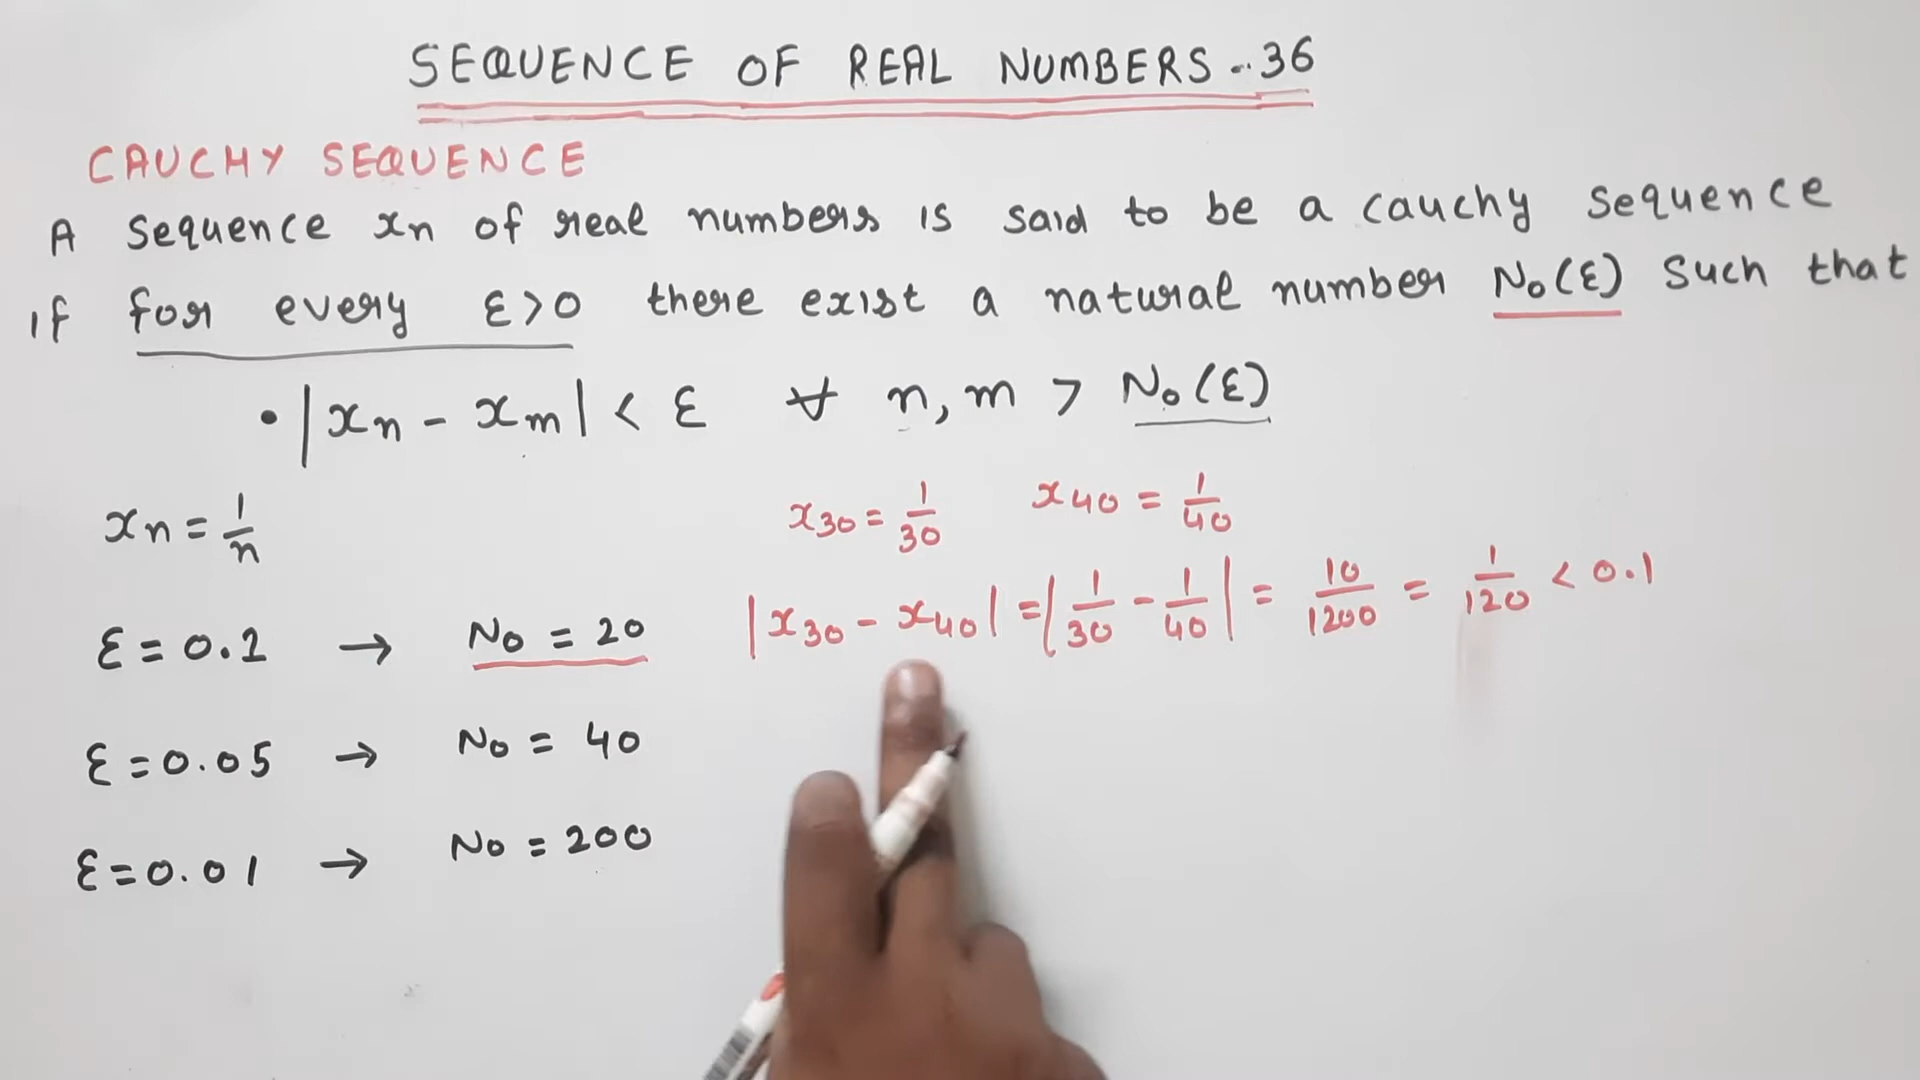 SEQUENCE OF REAL NUMBERS - 36
CAUCHY SEQUENCE
A sequence xn of real numbers is said to be a cauchy sequence
if for every ε>0 there exist a natural number N₀(ε) such that
• |xn - xm| < ε ∀ n, m > N₀(ε)
xn = 1/n
x30 = 1/30 x40 = 1/40
|x30 - x40| = |1/30 - 1/40| = 10/1200 = 1/120 < 0.1
ε = 0.1 → N₀ = 20
ε = 0.05 → N₀ = 40
ε = 0.01 → N₀ = 200